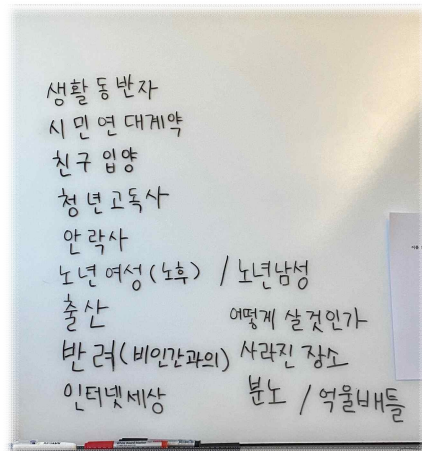 생활동반자
시민연대계약
친구 입양
청년고독사
안락사
노년여성(노후) / 노년남성
출산 어떻게 살 것인가
반려(비인간과의) 사라진 장소
인터넷세상 분노 / 억울배틀